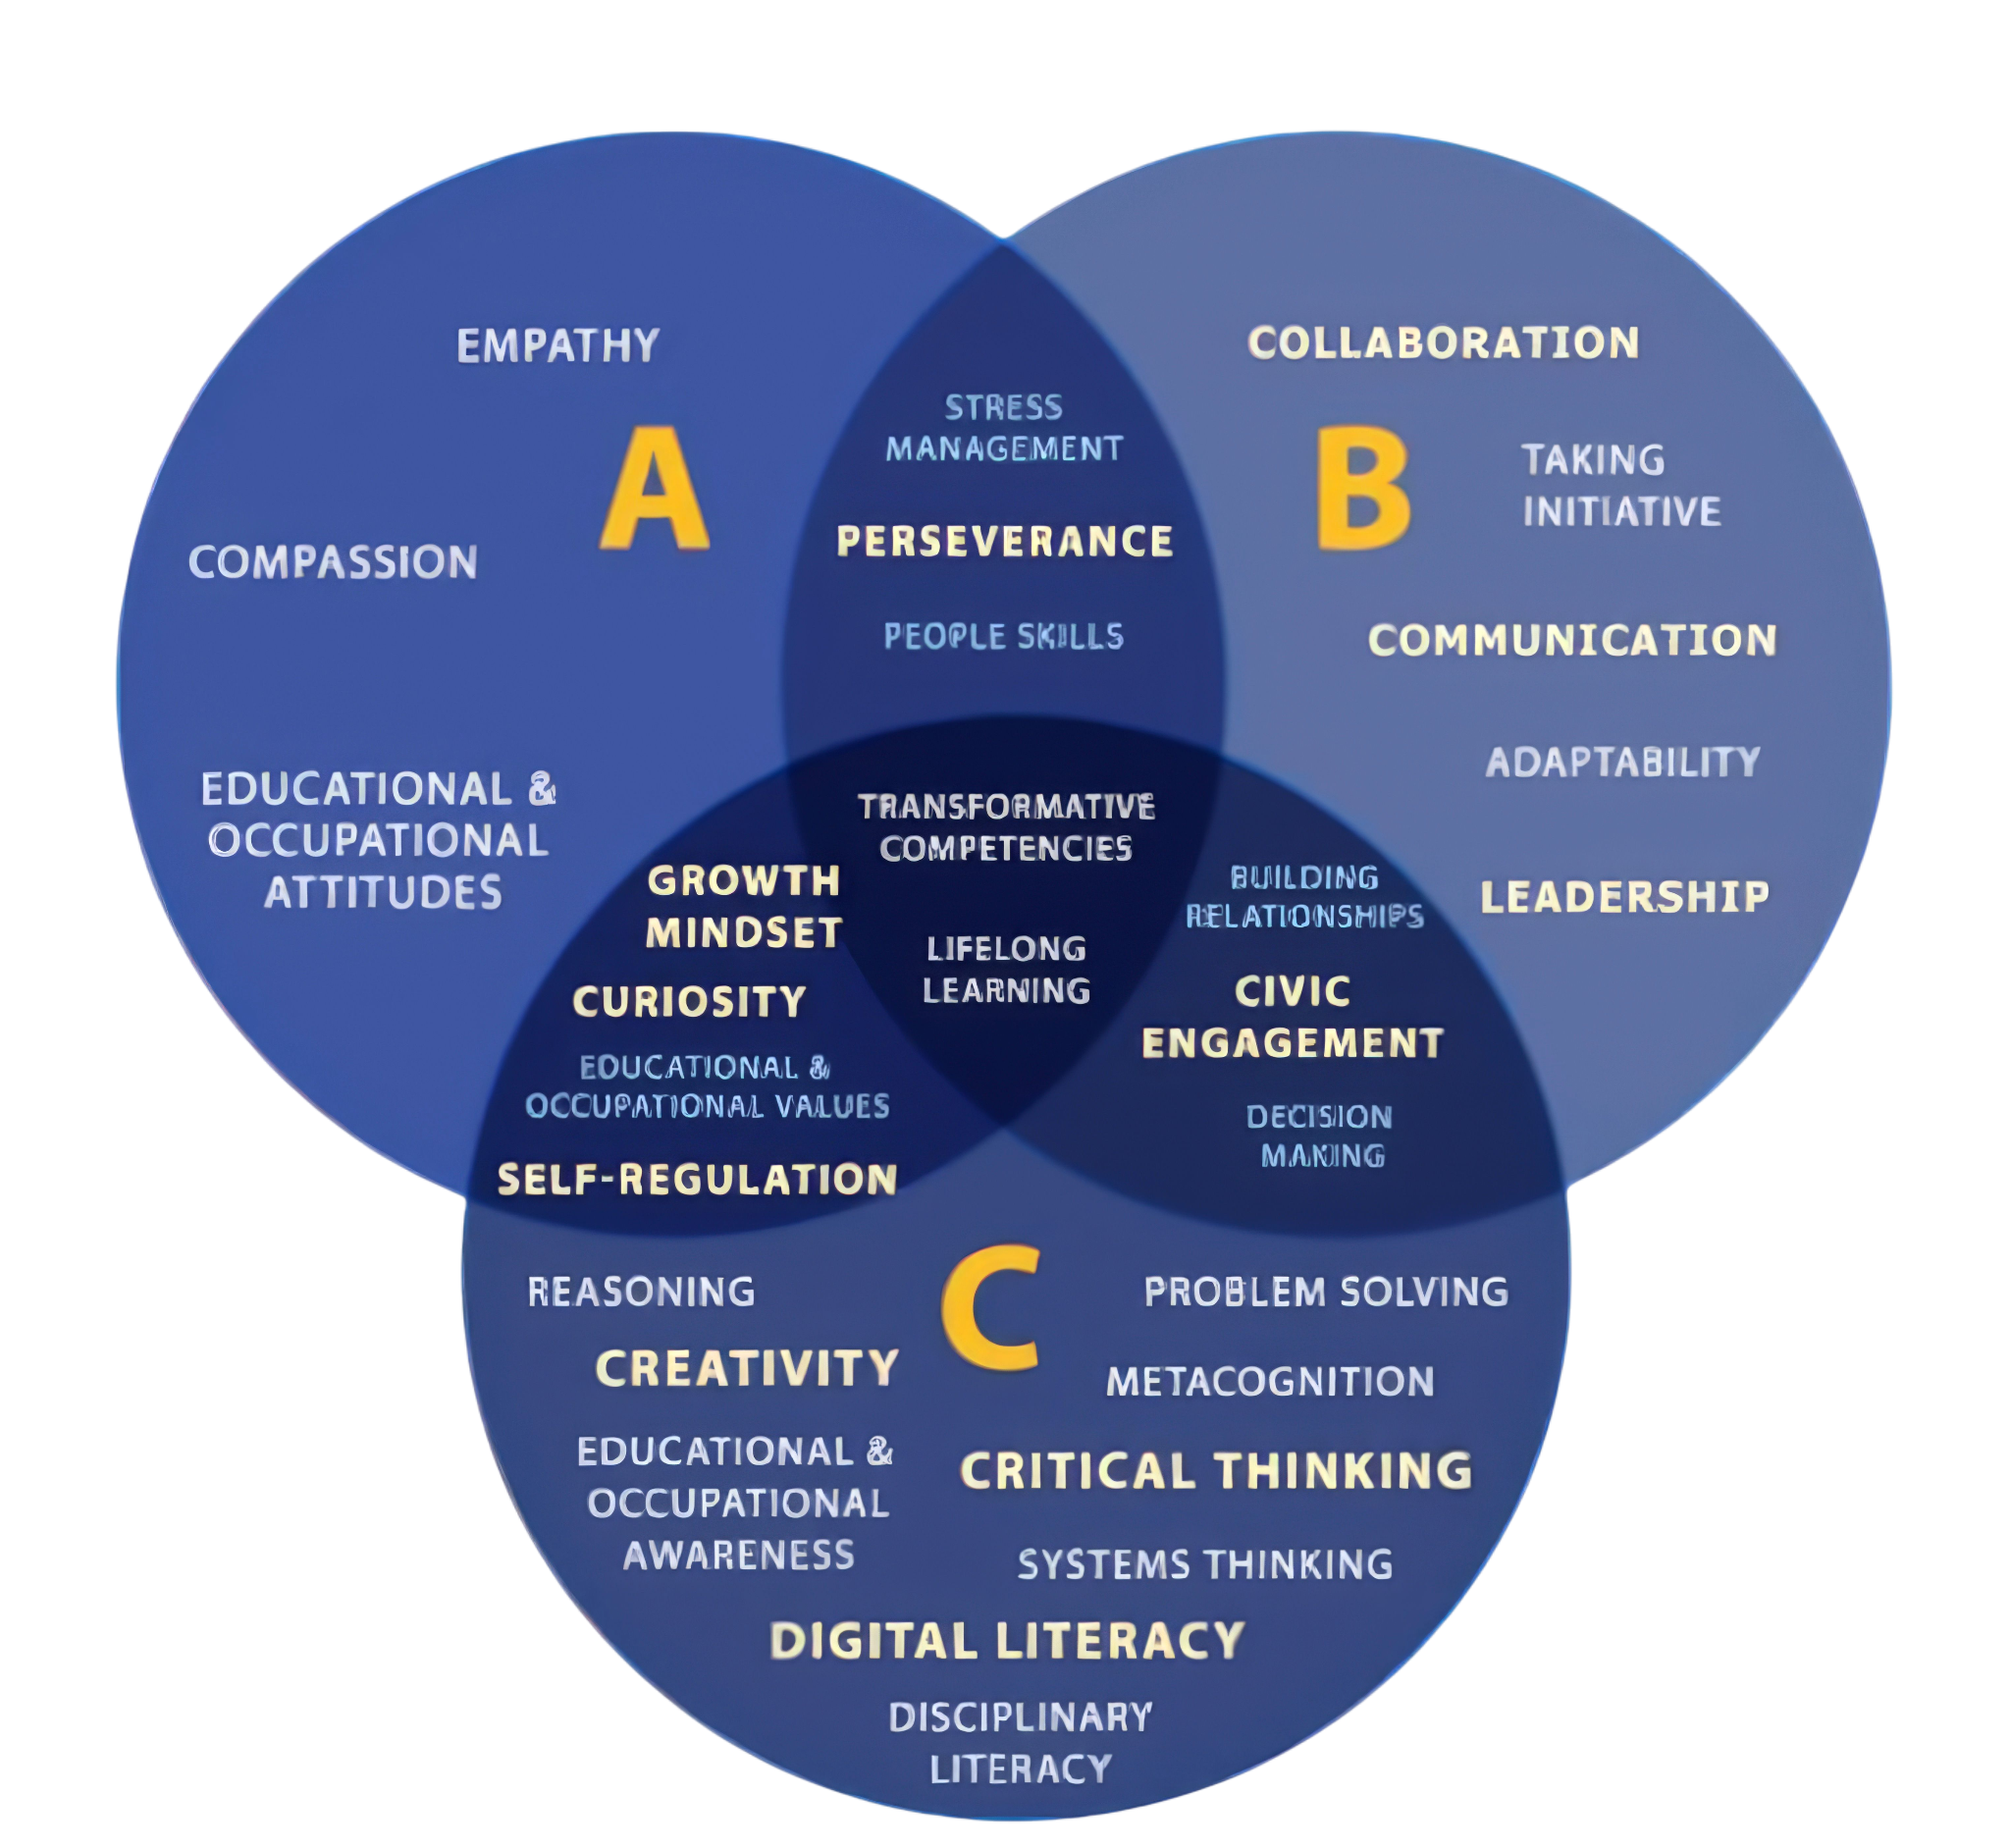 EMPATHY
A
COMPASSION
EDUCATIONAL &
OCCUPATIONAL
ATTITUDES
STRESS
MANAGEMENT
PERSEVERANCE
PEOPLE SKILLS
COLLABORATION
B
TAKING
INITIATIVE
COMMUNICATION
ADAPTABILITY
LEADERSHIP
TRANSFORMATIVE
COMPETENCIES
LIFELONG
LEARNING
GROWTH
MINDSET
CURIOSITY
EDUCATIONAL &
OCCUPATIONAL VALUES
SELF-REGULATION
BUILDING
RELATIONSHIPS
CIVIC
ENGAGEMENT
DECISION
MAKING
C
REASONING
CREATIVITY
EDUCATIONAL &
OCCUPATIONAL
AWARENESS
PROBLEM SOLVING
METACOGNITION
CRITICAL THINKING
SYSTEMS THINKING
DIGITAL LITERACY
DISCIPLINARY
LITERACY